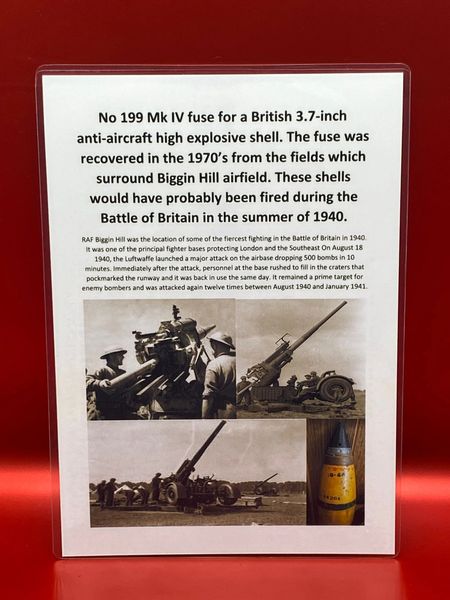 No 199 Mk IV fuse for a British 3.7-inch
anti-aircraft high explosive shell. The fuse was
recovered in the 1970's from the fields which
surround Biggin Hill airfield. These shells
would have probably been fired during the
Battle of Britain in the summer of 1940.
RAF Biggin Hill was the location of some of the fiercest fighting in the Battle of Britain in 1940.
It was one of the principal fighter bases protecting London and the Southeast On August 18
1940, the Luftwaffe launched a major attack on the airbase dropping 500 bombs in 10
minutes. Immediately after the attack, personnel at the base rushed to fill in the craters that
pockmarked the runway and it was back in use the same day. It remained a prime target for
enemy bombers and was attacked again twelve times between August 1940 and January 1941.